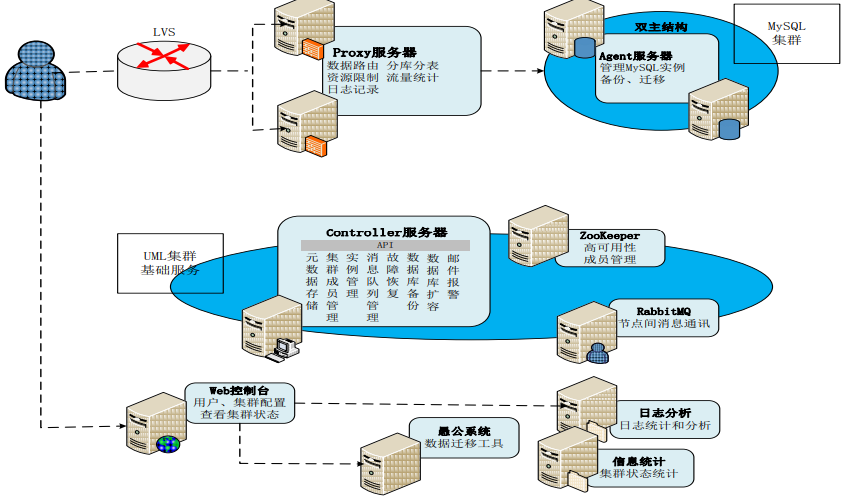 LVS
Proxy服务器
数据路由 分库分表
资源限制 流量统计
日志记录
双主结构
Agent服务器
管理MySQL实例
备份、迁移
MySQL
集群
UML集群
基础服务
Controller服务器
API
元数据存储
集群成员管理
实例管理
消息队列管理
故障恢复
数据库备份
数据库扩容
邮件报警
ZooKeeper
高可用性
成员管理
RabbitMQ
节点间消息通讯
Web控制台
用户、集群配置
查看集群状态
愚公系统
数据迁移工具
日志分析
日志统计和分析
信息统计
集群状态统计